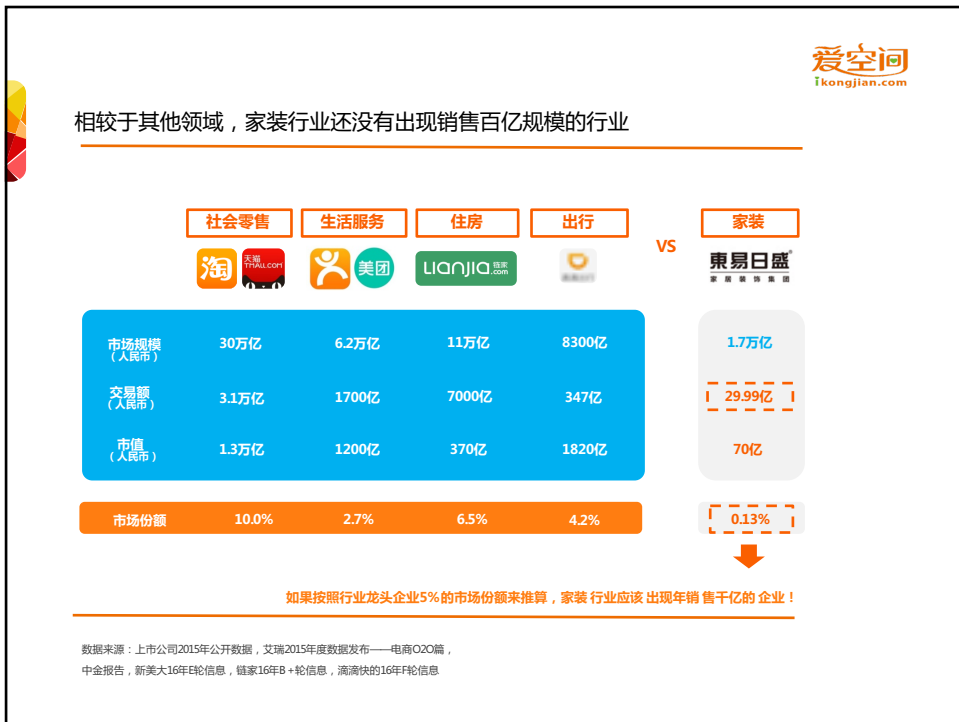 爱空间
ikongjian.com
相较于其他领域，家装行业还没有出现销售百亿规模的行业
社会零售 生活服务 住房 出行 VS 家装
淘 天猫 TMALL.COM 美团 LIANJIA 链家 .com 東易日盛
家居装饰集团
市场规模 30万亿 6.2万亿 11万亿 8300亿 1.7万亿
（人民币）
交易额 3.1万亿 1700亿 7000亿 347亿 29.99亿
（人民币）
市值 1.3万亿 1200亿 370亿 1820亿 70亿
（人民币）
市场份额 10.0% 2.7% 6.5% 4.2% 0.13%
如果按照行业龙头企业5%的市场份额来推算，家装行业应该出现年销售千亿的企业！
数据来源：上市公司2015年公开数据，艾瑞2015年度数据发布——电商O2O篇，
中金报告，新美大16年E轮信息，链家16年B+轮信息，滴滴快的16年F轮信息